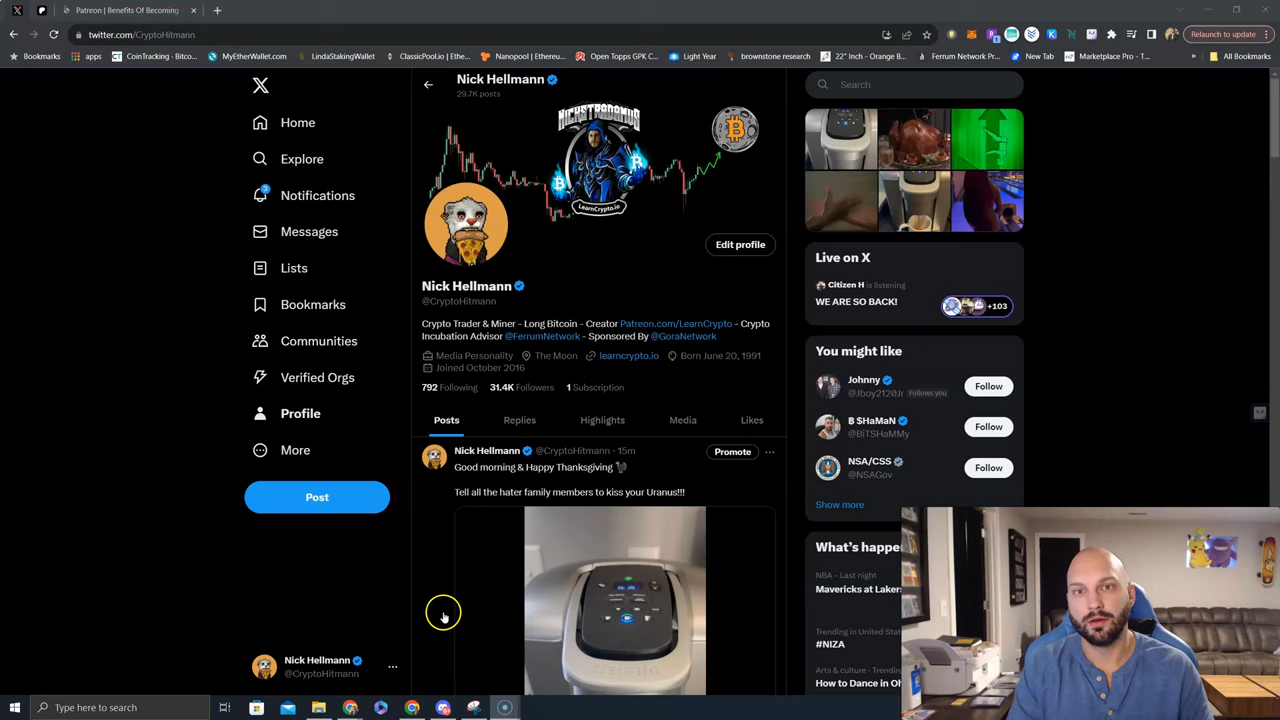 Patreon | Benefits Of Becoming
twitter.com/CryptoHitmann
Relaunch to update
Bookmarks
apps
CoinTracking · Bitco...
MyEtherWallet.com
LindaStakingWallet
ClassicPool.io | Ethe...
Nanopool | Ethereu...
Open Topps GPK C...
Light Year
brownstone research
22" Inch - Orange B...
Ferrum Network Pr...
New Tab
Marketplace Pro - T...
All Bookmarks
Home
Explore
3
Notifications
Messages
Lists
Bookmarks
Communities
Verified Orgs
Profile
More
Post
Nick Hellmann
@CryptoHitmann
Nick Hellmann
29.7K posts
NICKSTRADAMUS
LearnCrypto.io
Edit profile
Nick Hellmann
@CryptoHitmann
Crypto Trader & Miner - Long Bitcoin - Creator Patreon.com/LearnCrypto - Crypto
Incubation Advisor @FerrumNetwork - Sponsored By @GoraNetwork
Media Personality The Moon learncrypto.io Born June 20, 1991
Joined October 2016
792 Following 31.4K Followers 1 Subscription
Posts Replies Highlights Media Likes
Nick Hellmann @CryptoHitmann · 15m
Promote
Good morning & Happy Thanksgiving
Tell all the hater family members to kiss your Uranus!!!
Search
Live on X
Citizen H is listening
WE ARE SO BACK!
+103
You might like
Johnny
@Jboy2120Jr Follows you
Follow
₿ $HaMaN
@BiTSHaMMy
Follow
NSA/CSS
@NSAGov
Follow
Show more
What's happe
NBA · Last night
Mavericks at Lakers
Trending in United Sta
#NIZA
Arts & culture · Trending
How to Dance in Oh
Type here to search